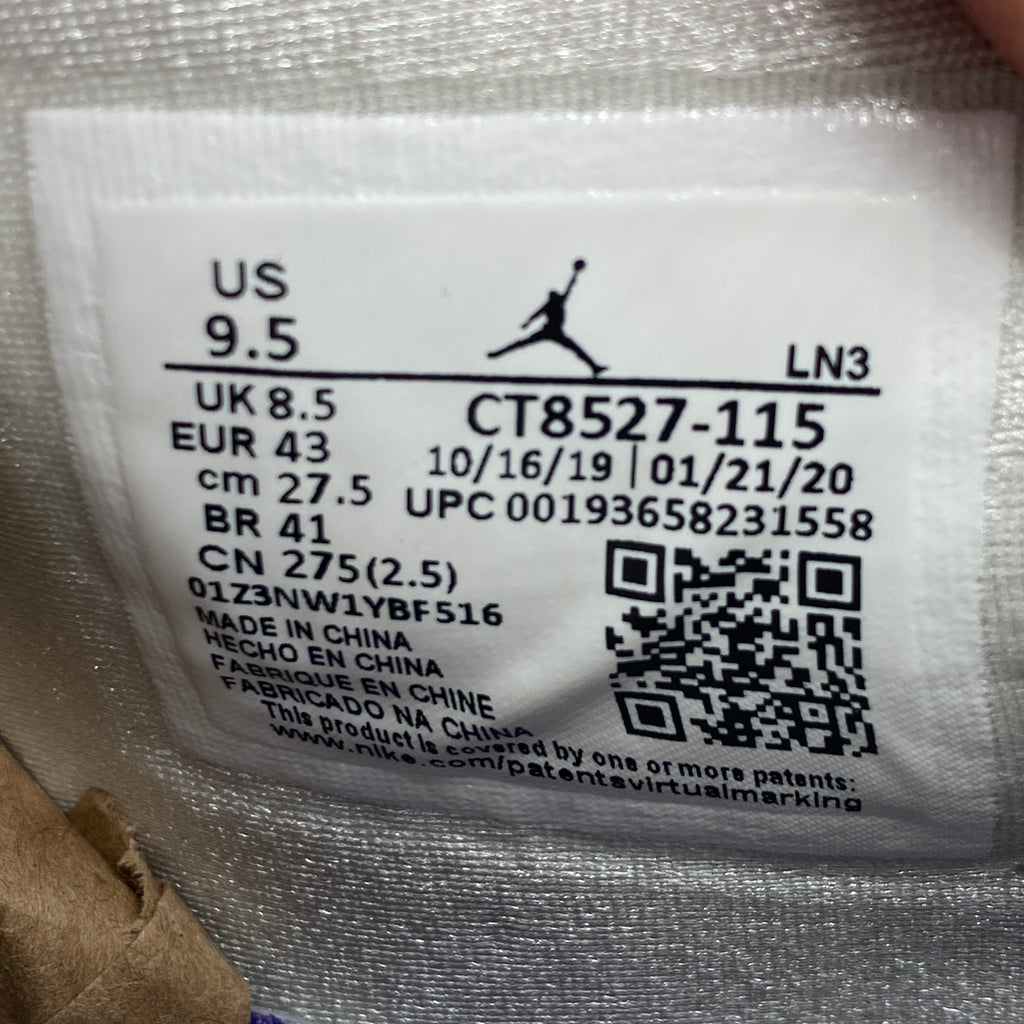 US
9.5
LN3
UK 8.5
EUR 43
cm 27.5
BR 41
CN 275(2.5)
01Z3NW1YBF516
CT8527-115
10/16/19 | 01/21/20
UPC 00193658231558
MADE IN CHINA
HECHO EN CHINA
FABRIQUE EN CHINE
FABRICADO NA CHINA
This product is covered by one or more patents:
www.nike.com/patentsvirtualmarking